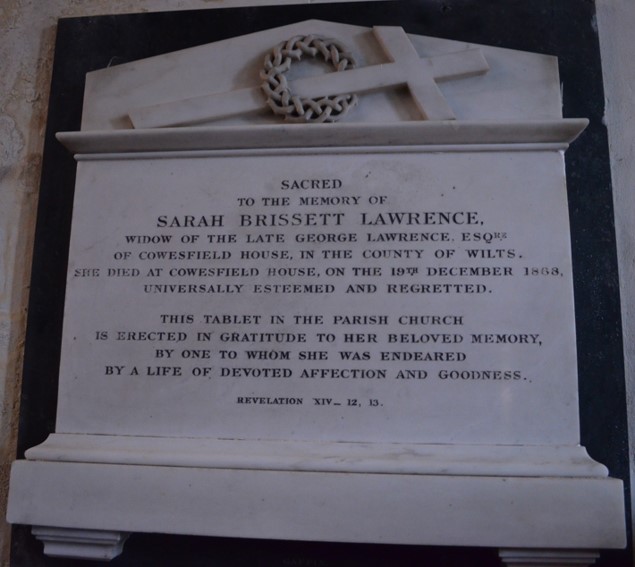 SACRED
TO THE MEMORY OF
SARAH BRISSETT LAWRENCE,
WIDOW OF THE LATE GEORGE LAWRENCE, ESQRE
OF COWESFIELD HOUSE, IN THE COUNTY OF WILTS.
SHE DIED AT COWESFIELD HOUSE, ON THE 19TH DECEMBER
UNIVERSALLY ESTEEMED AND REGRETTED.
THIS TABLET IN THE PARISH CHURCH
IS ERECTED IN GRATITUDE TO HER BELOVED MEMORY,
BY ONE TO WHOM SHE WAS ENDEARED
BY A LIFE OF DEVOTED AFFECTION AND GOODNESS.
REVELATION XIV_ 12, 13.